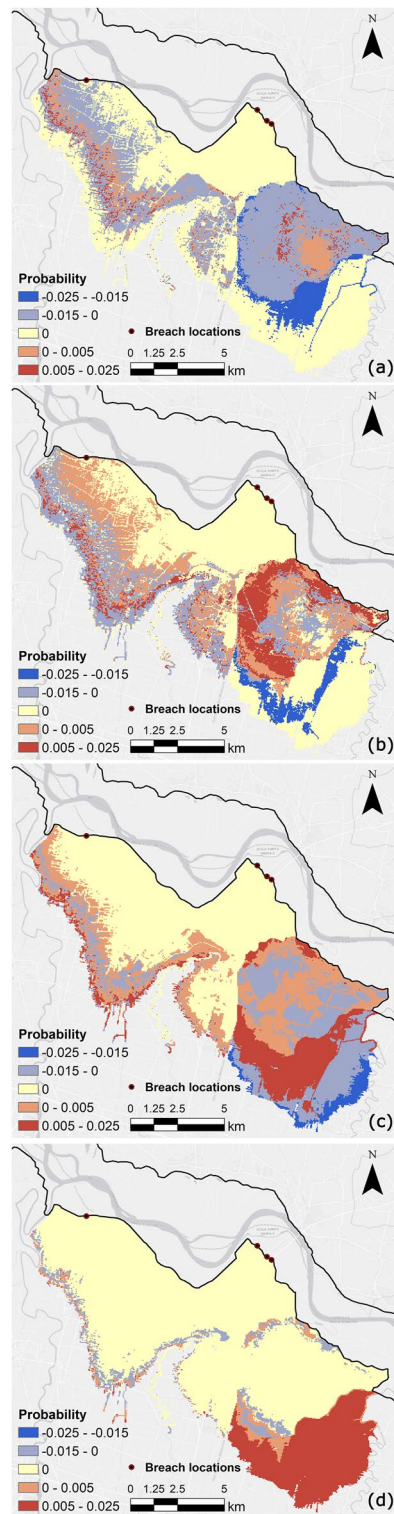 N
Probability
-0.025 - -0.015
-0.015 - 0
0
0 - 0.005
0.005 - 0.025
Breach locations
0 1.25 2.5 5
km
(a)
N
Probability
-0.025 - -0.015
-0.015 - 0
0
0 - 0.005
0.005 - 0.025
Breach locations
0 1.25 2.5 5
km
(b)
N
Probability
-0.025 - -0.015
-0.015 - 0
0
0 - 0.005
0.005 - 0.025
Breach locations
0 1.25 2.5 5
km
(c)
N
Probability
-0.025 - -0.015
-0.015 - 0
0
0 - 0.005
0.005 - 0.025
Breach locations
0 1.25 2.5 5
km
(d)